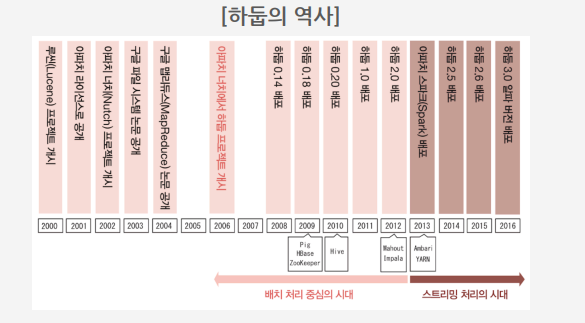 [하둡의 역사]
루씬(Lucene) 프로젝트 개시
아파치 라이선스로 공개
아파치 너치(Nutch) 프로젝트 개시
구글 파일 시스템 논문 공개
구글 맵리듀스(MapReduce) 논문 공개
아파치 너치에서 하둡 프로젝트 개시
하둡 0.14 배포
하둡 0.18 배포
하둡 0.20 배포
하둡 1.0 배포
하둡 2.0 배포
아파치 스파크(Spark) 배포
하둡 2.5 배포
하둡 2.6 배포
하둡 3.0 알파 버전 배포
2000 2001 2002 2003 2004 2005 2006 2007 2008 2009 2010 2011 2012 2013 2014 2015 2016
Pig
HBase
ZooKeeper
Hive
Mahout
Impala
Ambari
YARN
배치 처리 중심의 시대
스트리밍 처리의 시대